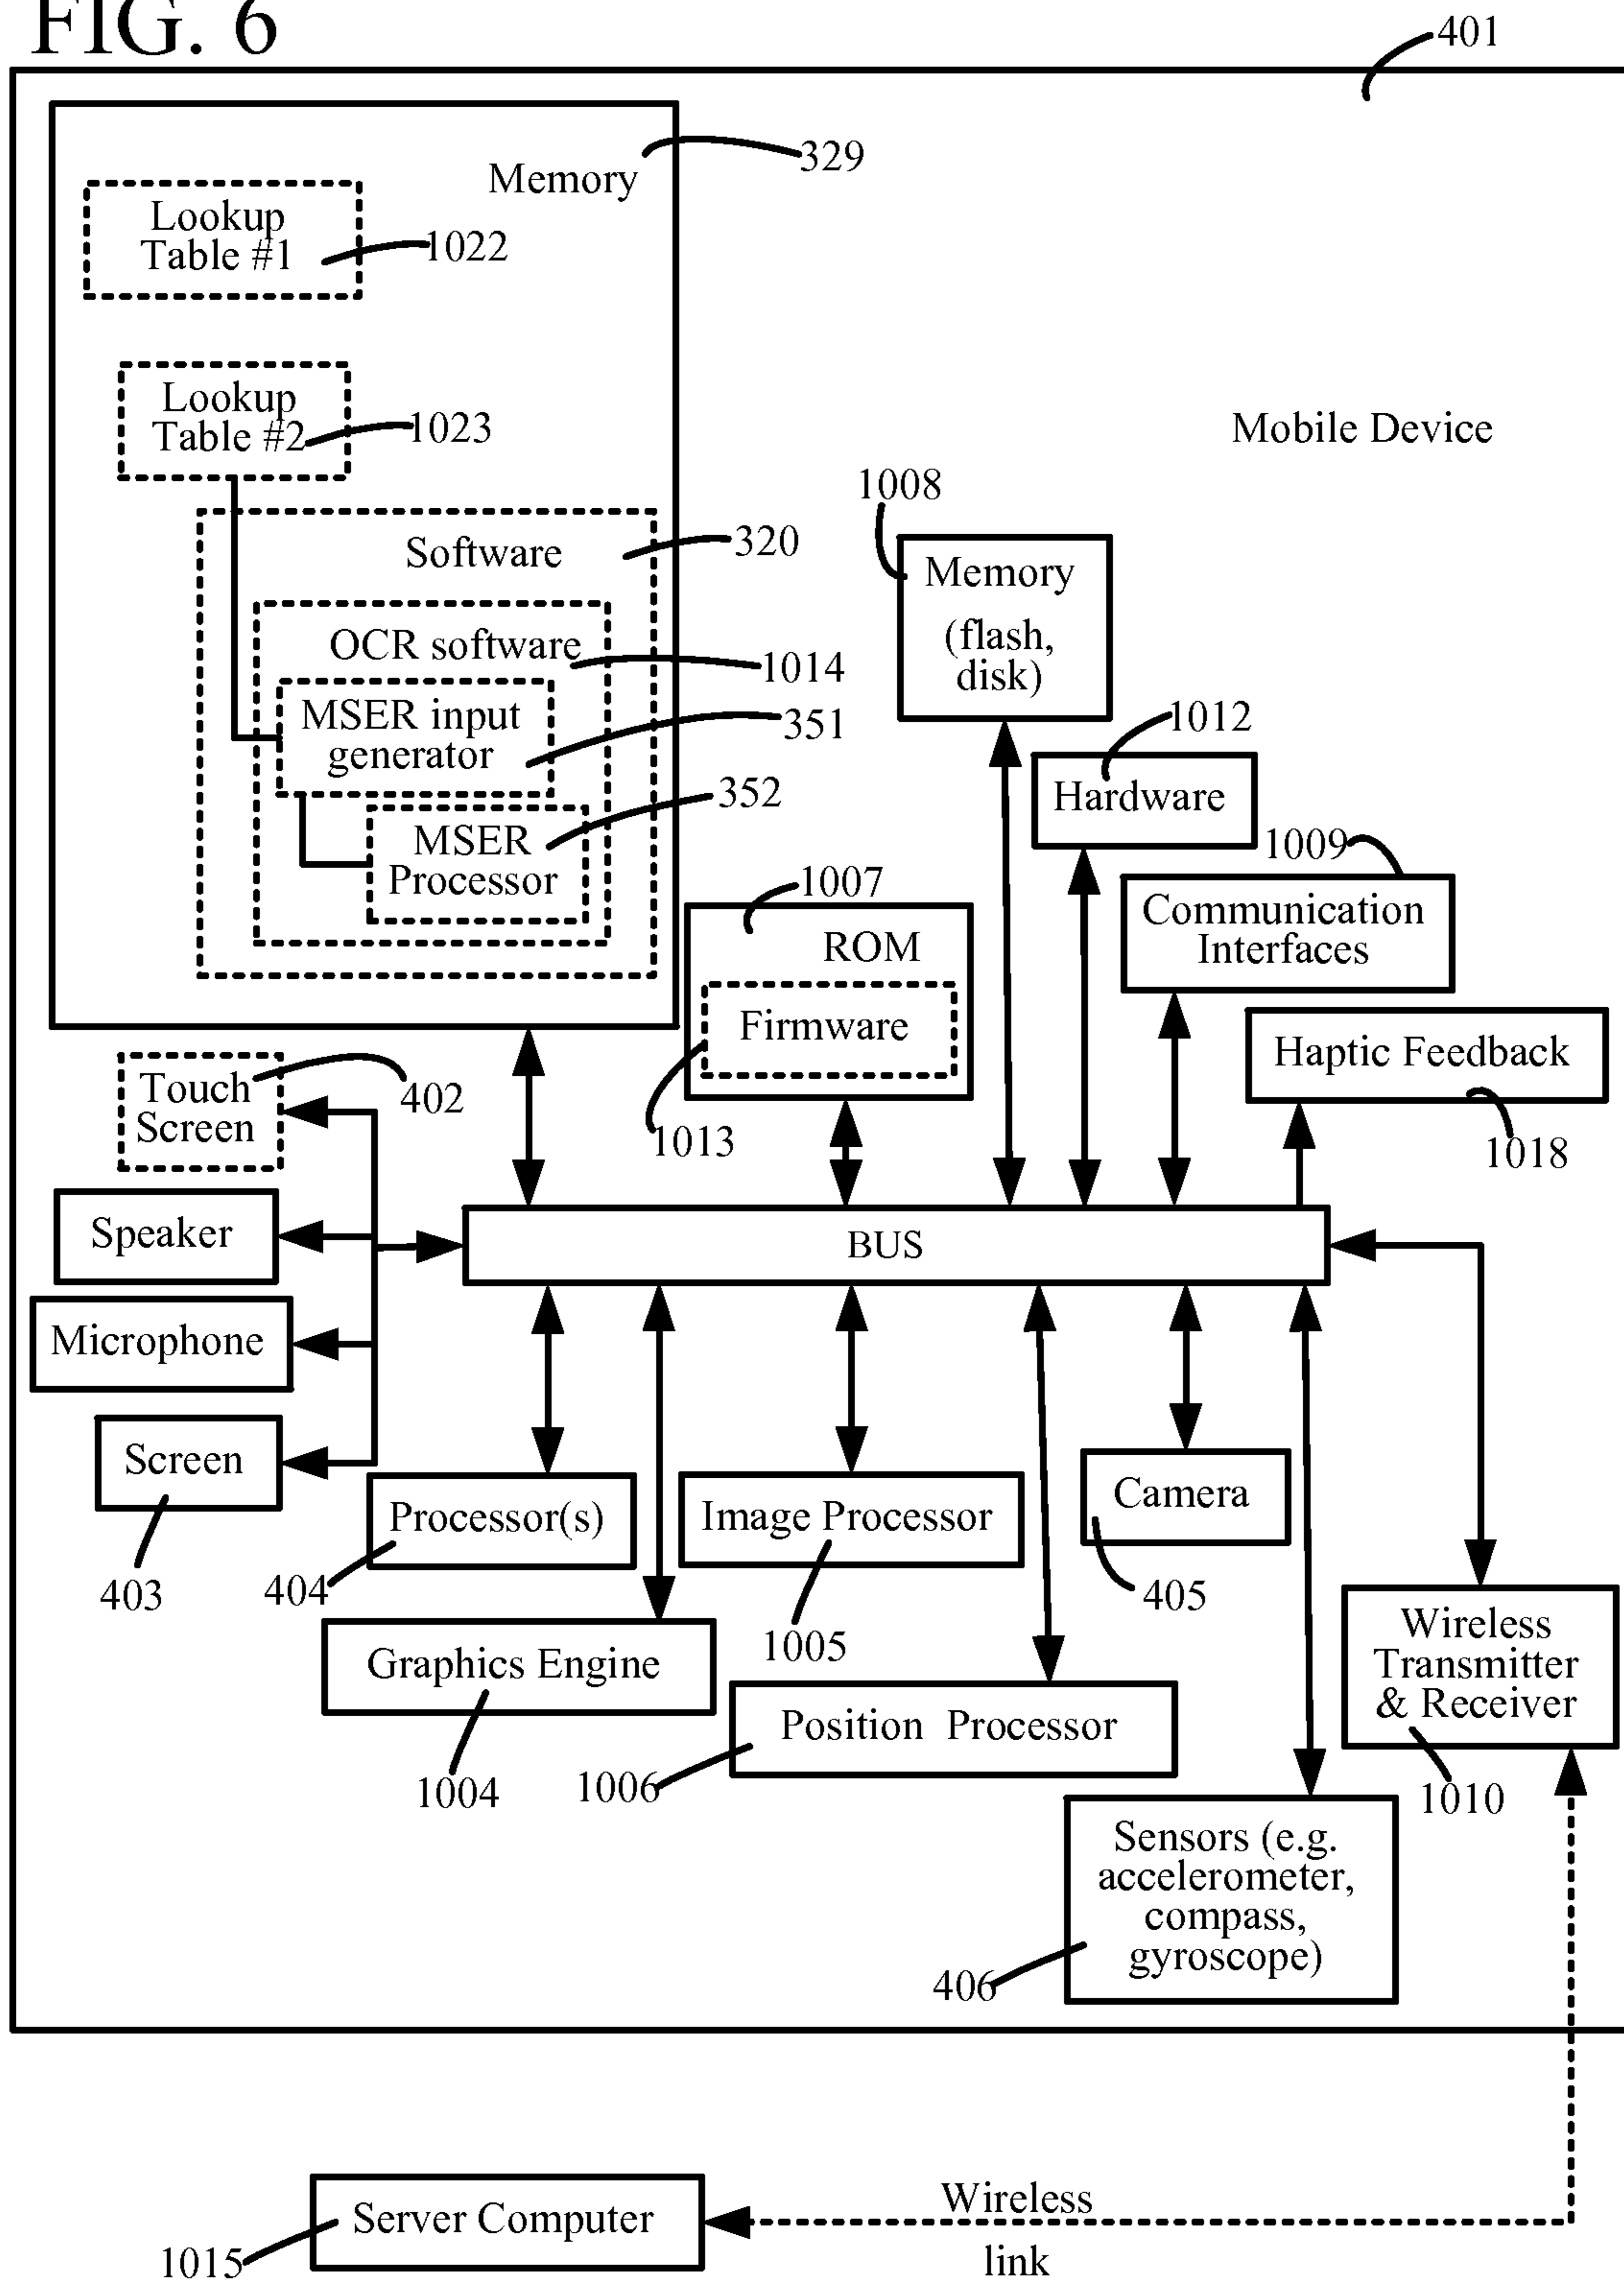 FIG. 6
401
Memory
329
Lookup
Table #1
1022
Lookup
Table #2
1023
Mobile Device
Software
320
OCR software
1014
MSER input
generator
351
MSER
Processor
352
1008
Memory
(flash,
disk)
1012
Hardware
1009
Communication
Interfaces
1007
ROM
Firmware
1013
Haptic Feedback
1018
Touch
Screen
402
Speaker
BUS
Microphone
Screen
403
Processor(s)
404
Image Processor
1005
Camera
405
Graphics Engine
1004
Position Processor
1006
Wireless
Transmitter
& Receiver
1010
Sensors (e.g.
accelerometer,
compass,
gyroscope)
406
Server Computer
1015
Wireless
link